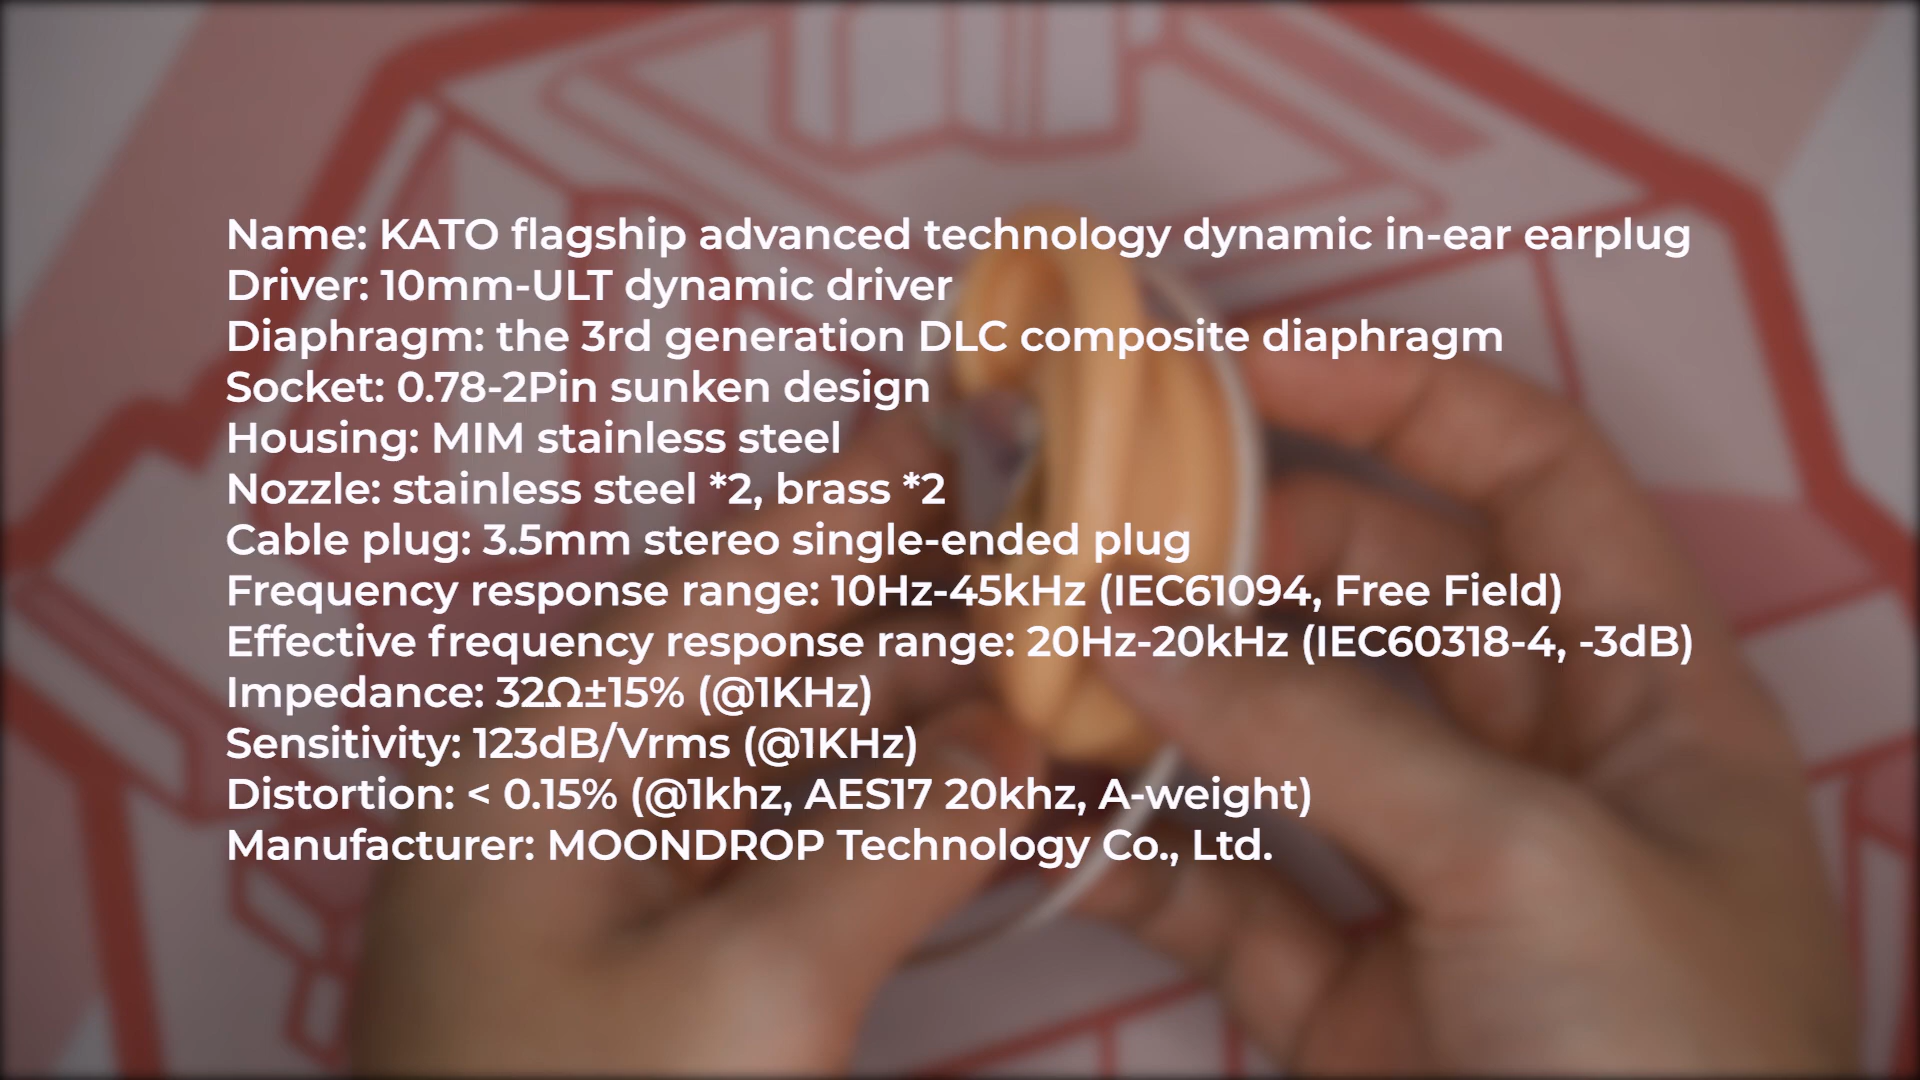 Name: KATO flagship advanced technology dynamic in-ear earplug
Driver: 10mm-ULT dynamic driver
Diaphragm: the 3rd generation DLC composite diaphragm
Socket: 0.78-2Pin sunken design
Housing: MIM stainless steel
Nozzle: stainless steel *2, brass *2
Cable plug: 3.5mm stereo single-ended plug
Frequency response range: 10Hz-45kHz (IEC61094, Free Field)
Effective frequency response range: 20Hz-20kHz (IEC60318-4, -3dB)
Impedance: 32Ω±15% (@1KHz)
Sensitivity: 123dB/Vrms (@1KHz)
Distortion: < 0.15% (@1khz, AES17 20khz, A-weight)
Manufacturer: MOONDROP Technology Co., Ltd.